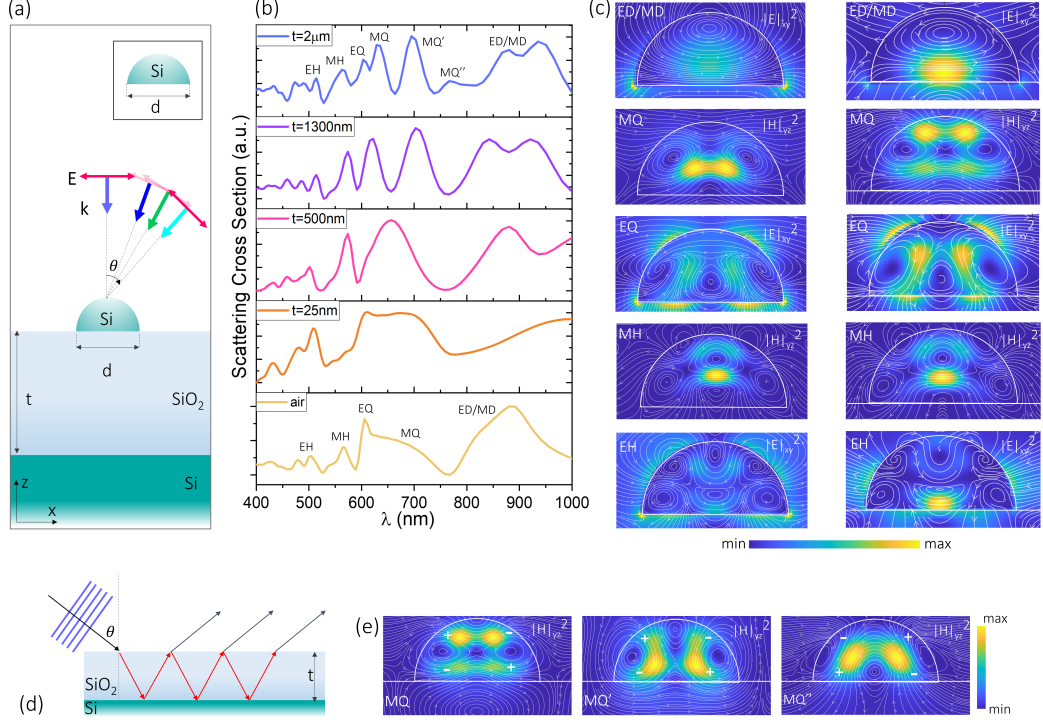 (a)
Si
d
E
k
θ
Si
d
t
SiO₂
z
Si
x
(b)
Scattering Cross Section (a.u.)
t=2μm
EH
MH
EQ
MQ
MQ'
MQ''
ED/MD
t=1300nm
t=500nm
t=25nm
air
EH
MH
EQ
MQ
ED/MD
400 500 600 700 800 900 1000
λ (nm)
(c)
ED/MD |E|xy²
ED/MD |E|xy²
MQ |H|yz²
MQ |H|yz²
EQ |E|xy²
EQ |E|xy²
MH |H|yz²
MH |H|yz²
EH |E|xy²
EH |E|xy²
min max
(d)
θ
SiO₂
t
Si
(e)
|H|yz²
+ -
- +
MQ
|H|yz²
+ -
- +
MQ'
|H|yz²
- +
+ -
MQ''
max
min